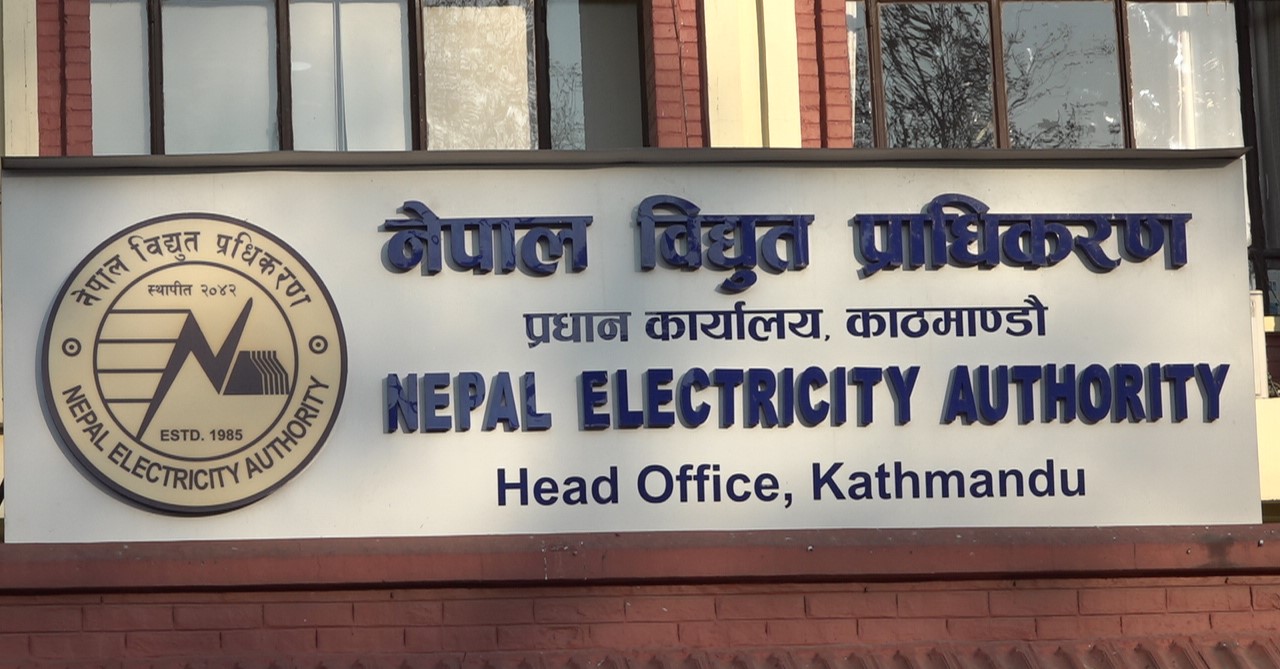 नेपाल विद्युत प्राधिकरण
स्थापीत २०४२
ESTD. 1985
NEPAL ELECTRICITY AUTHORITY
नेपाल विद्युत प्राधिकरण
प्रधान कार्यालय, काठमाण्डौ
NEPAL ELECTRICITY AUTHORITY
Head Office, Kathmandu